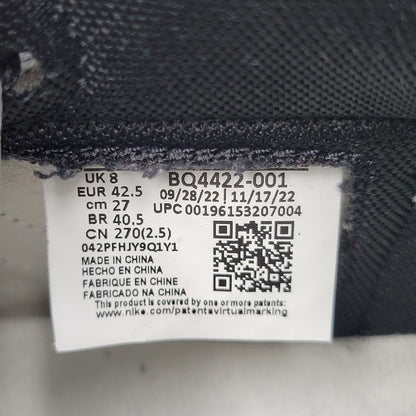 UK 8 BQ4422-001
EUR 42.5 09/28/22 | 11/17/22
cm 27 UPC 00196153207004
BR 40.5
CN 270(2.5)
042PFHJY9Q1Y1
MADE IN CHINA
HECHO EN CHINA
FABRIQUE EN CHINE
FABRICADO NA CHINA
This product is covered by one or more patents:
www.nike.com/patentsvirtualmarking